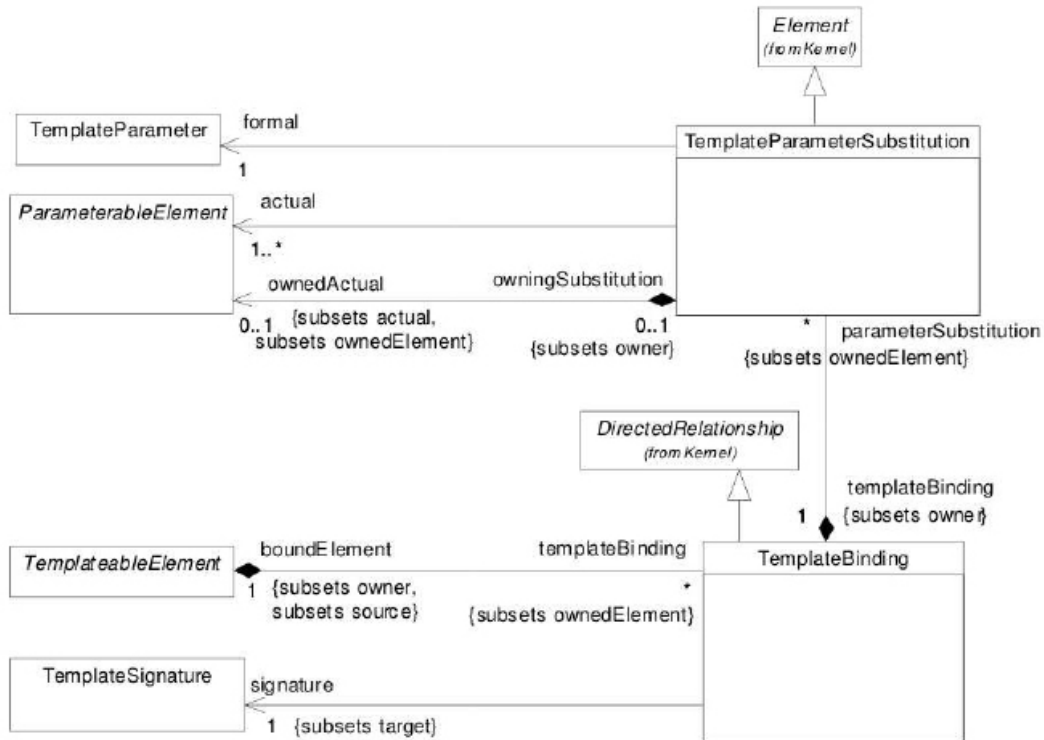 Element
(from Kernel)
TemplateParameter
formal
1
TemplateParameterSubstitution
ParameterableElement
actual
1..*
ownedActual
owningSubstitution
0..1
{subsets actual,
subsets ownedElement}
0..1
{subsets owner}
*
parameterSubstitution
{subsets ownedElement}
DirectedRelationship
(from Kernel)
templateBinding
1
{subsets owner}
TemplateableElement
boundElement
1
{subsets owner,
subsets source}
templateBinding
*
{subsets ownedElement}
TemplateBinding
TemplateSignature
signature
1
{subsets target}